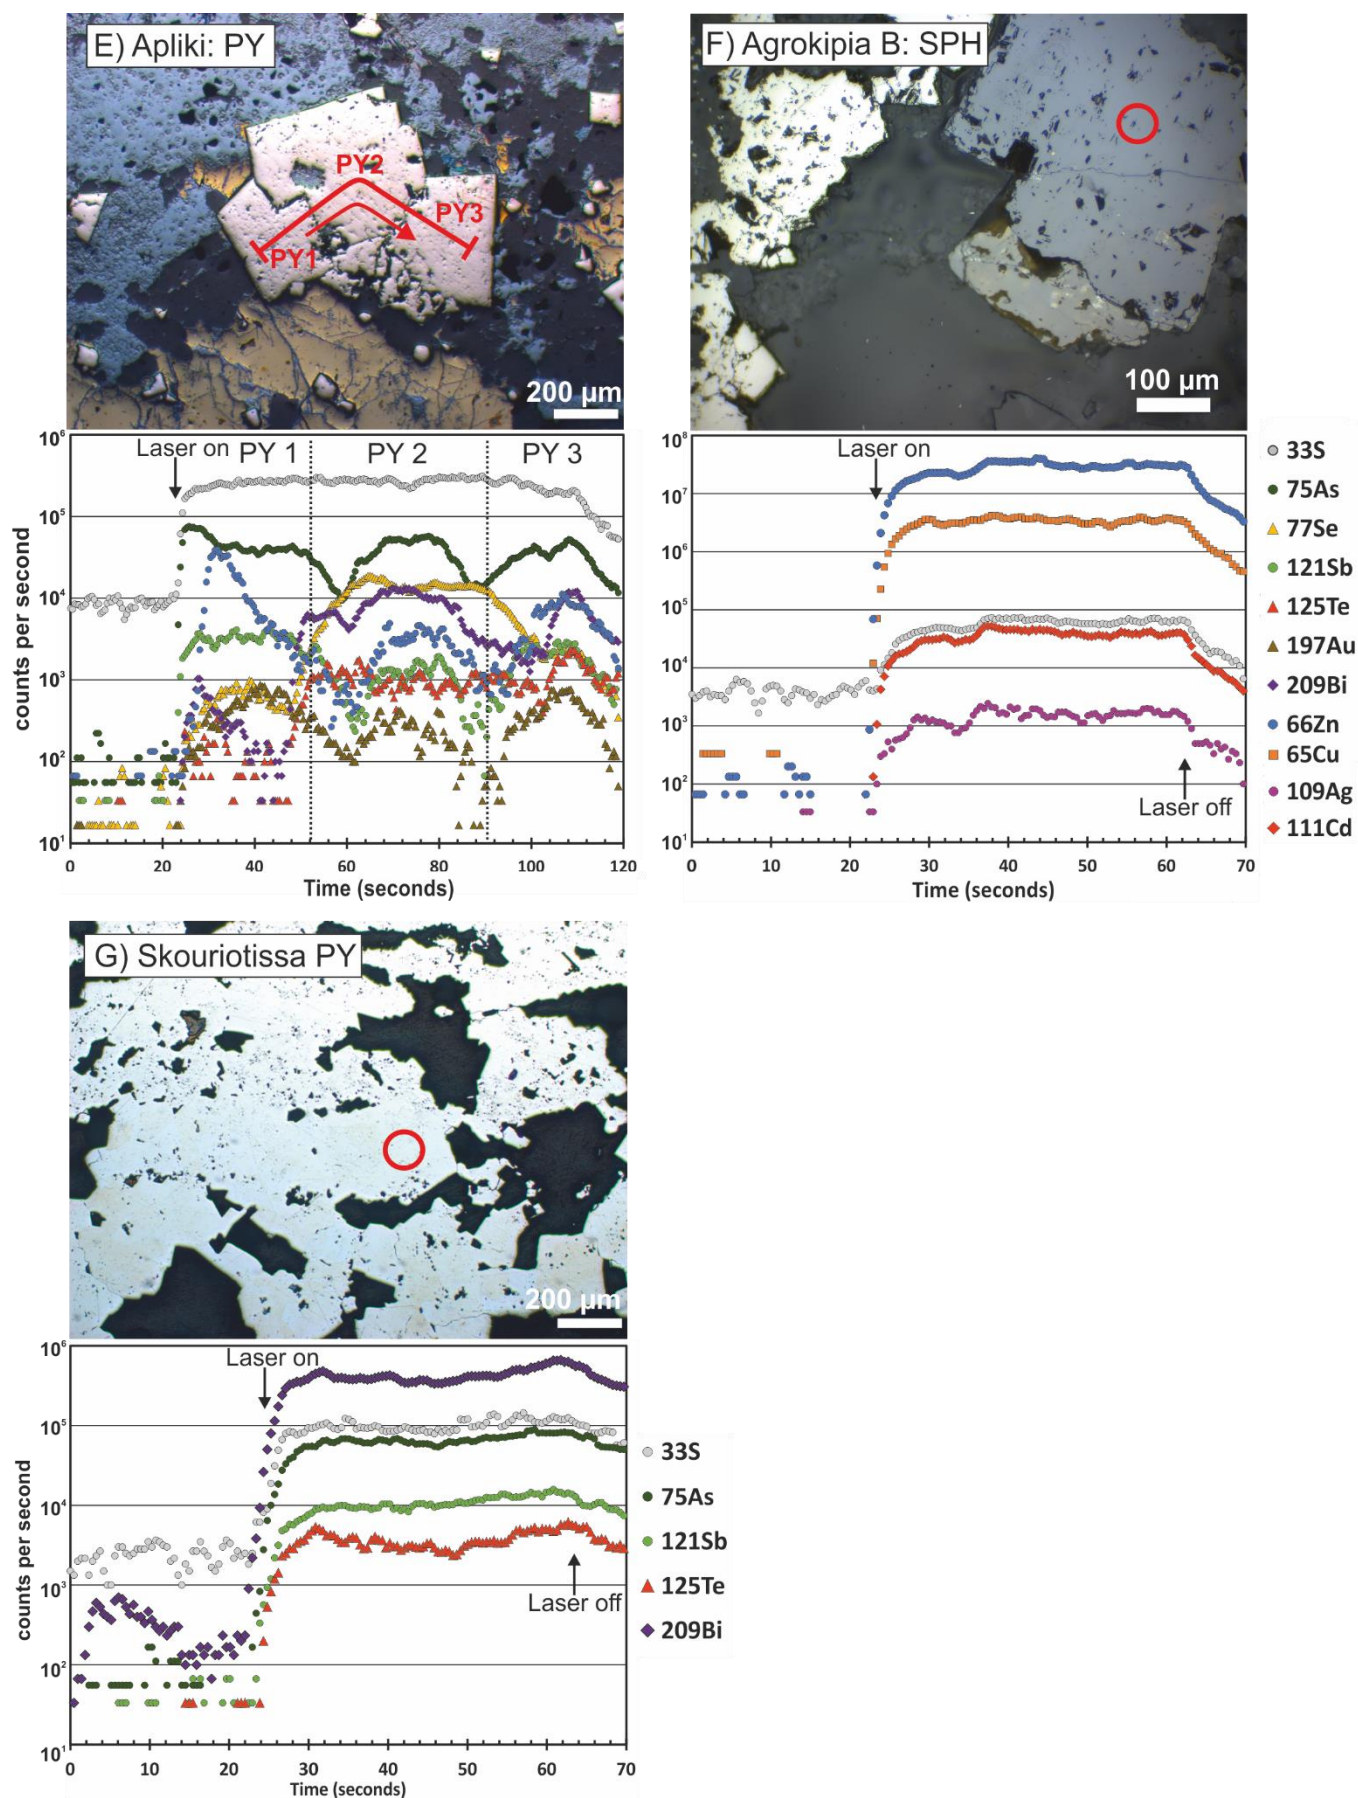 E) Apliki: PY
PY2
PY3
PY1
200 µm
F) Agrokipia B: SPH
100 µm
10⁶
10⁵
10⁴
10³
10²
10¹
counts per second
Laser on
PY 1
PY 2
PY 3
0 20 40 60 80 100 120
Time (seconds)
10⁸
10⁷
10⁶
10⁵
10⁴
10³
10²
10¹
Laser on
Laser off
0 10 20 30 40 50 60 70
Time (seconds)
33S
75As
77Se
121Sb
125Te
197Au
209Bi
66Zn
65Cu
109Ag
111Cd
G) Skouriotissa PY
200 µm
10⁶
10⁵
10⁴
10³
10²
10¹
counts per second
Laser on
Laser off
0 10 20 30 40 50 60 70
Time (seconds)
33S
75As
121Sb
125Te
209Bi